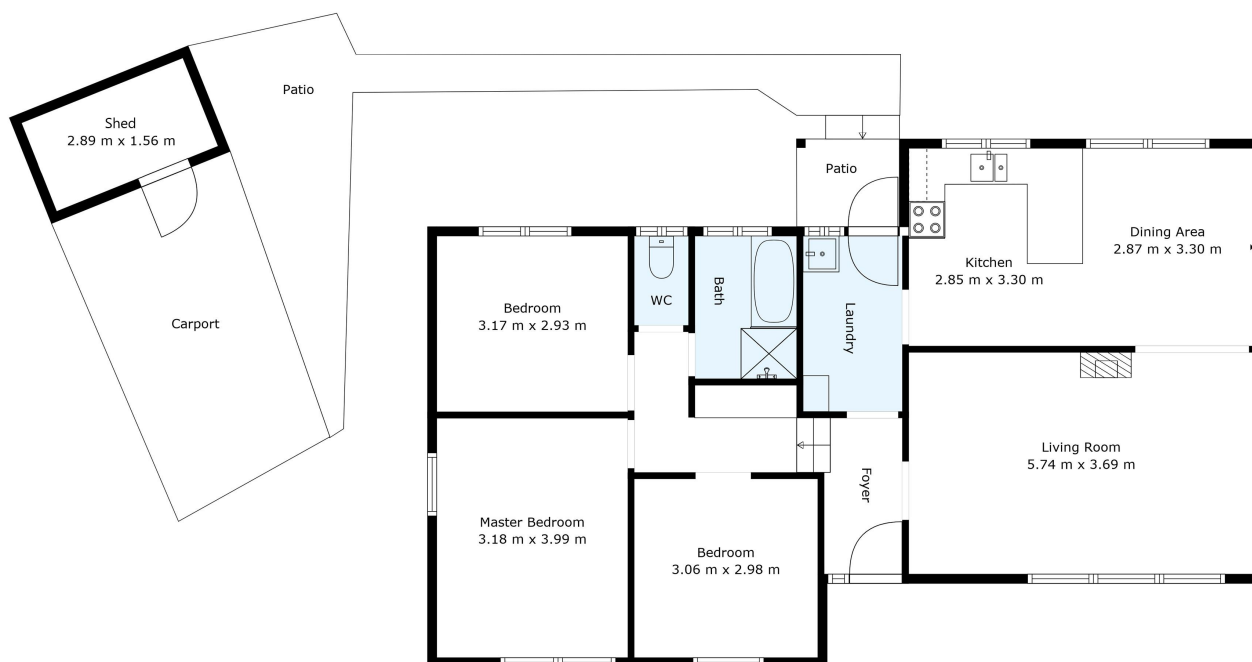 Shed
2.89 m x 1.56 m
Patio
Carport
Patio
Kitchen
2.85 m x 3.30 m
Dining Area
2.87 m x 3.30 m
Bedroom
3.17 m x 2.93 m
WC
Bath
Laundry
Living Room
5.74 m x 3.69 m
Foyer
Master Bedroom
3.18 m x 3.99 m
Bedroom
3.06 m x 2.98 m